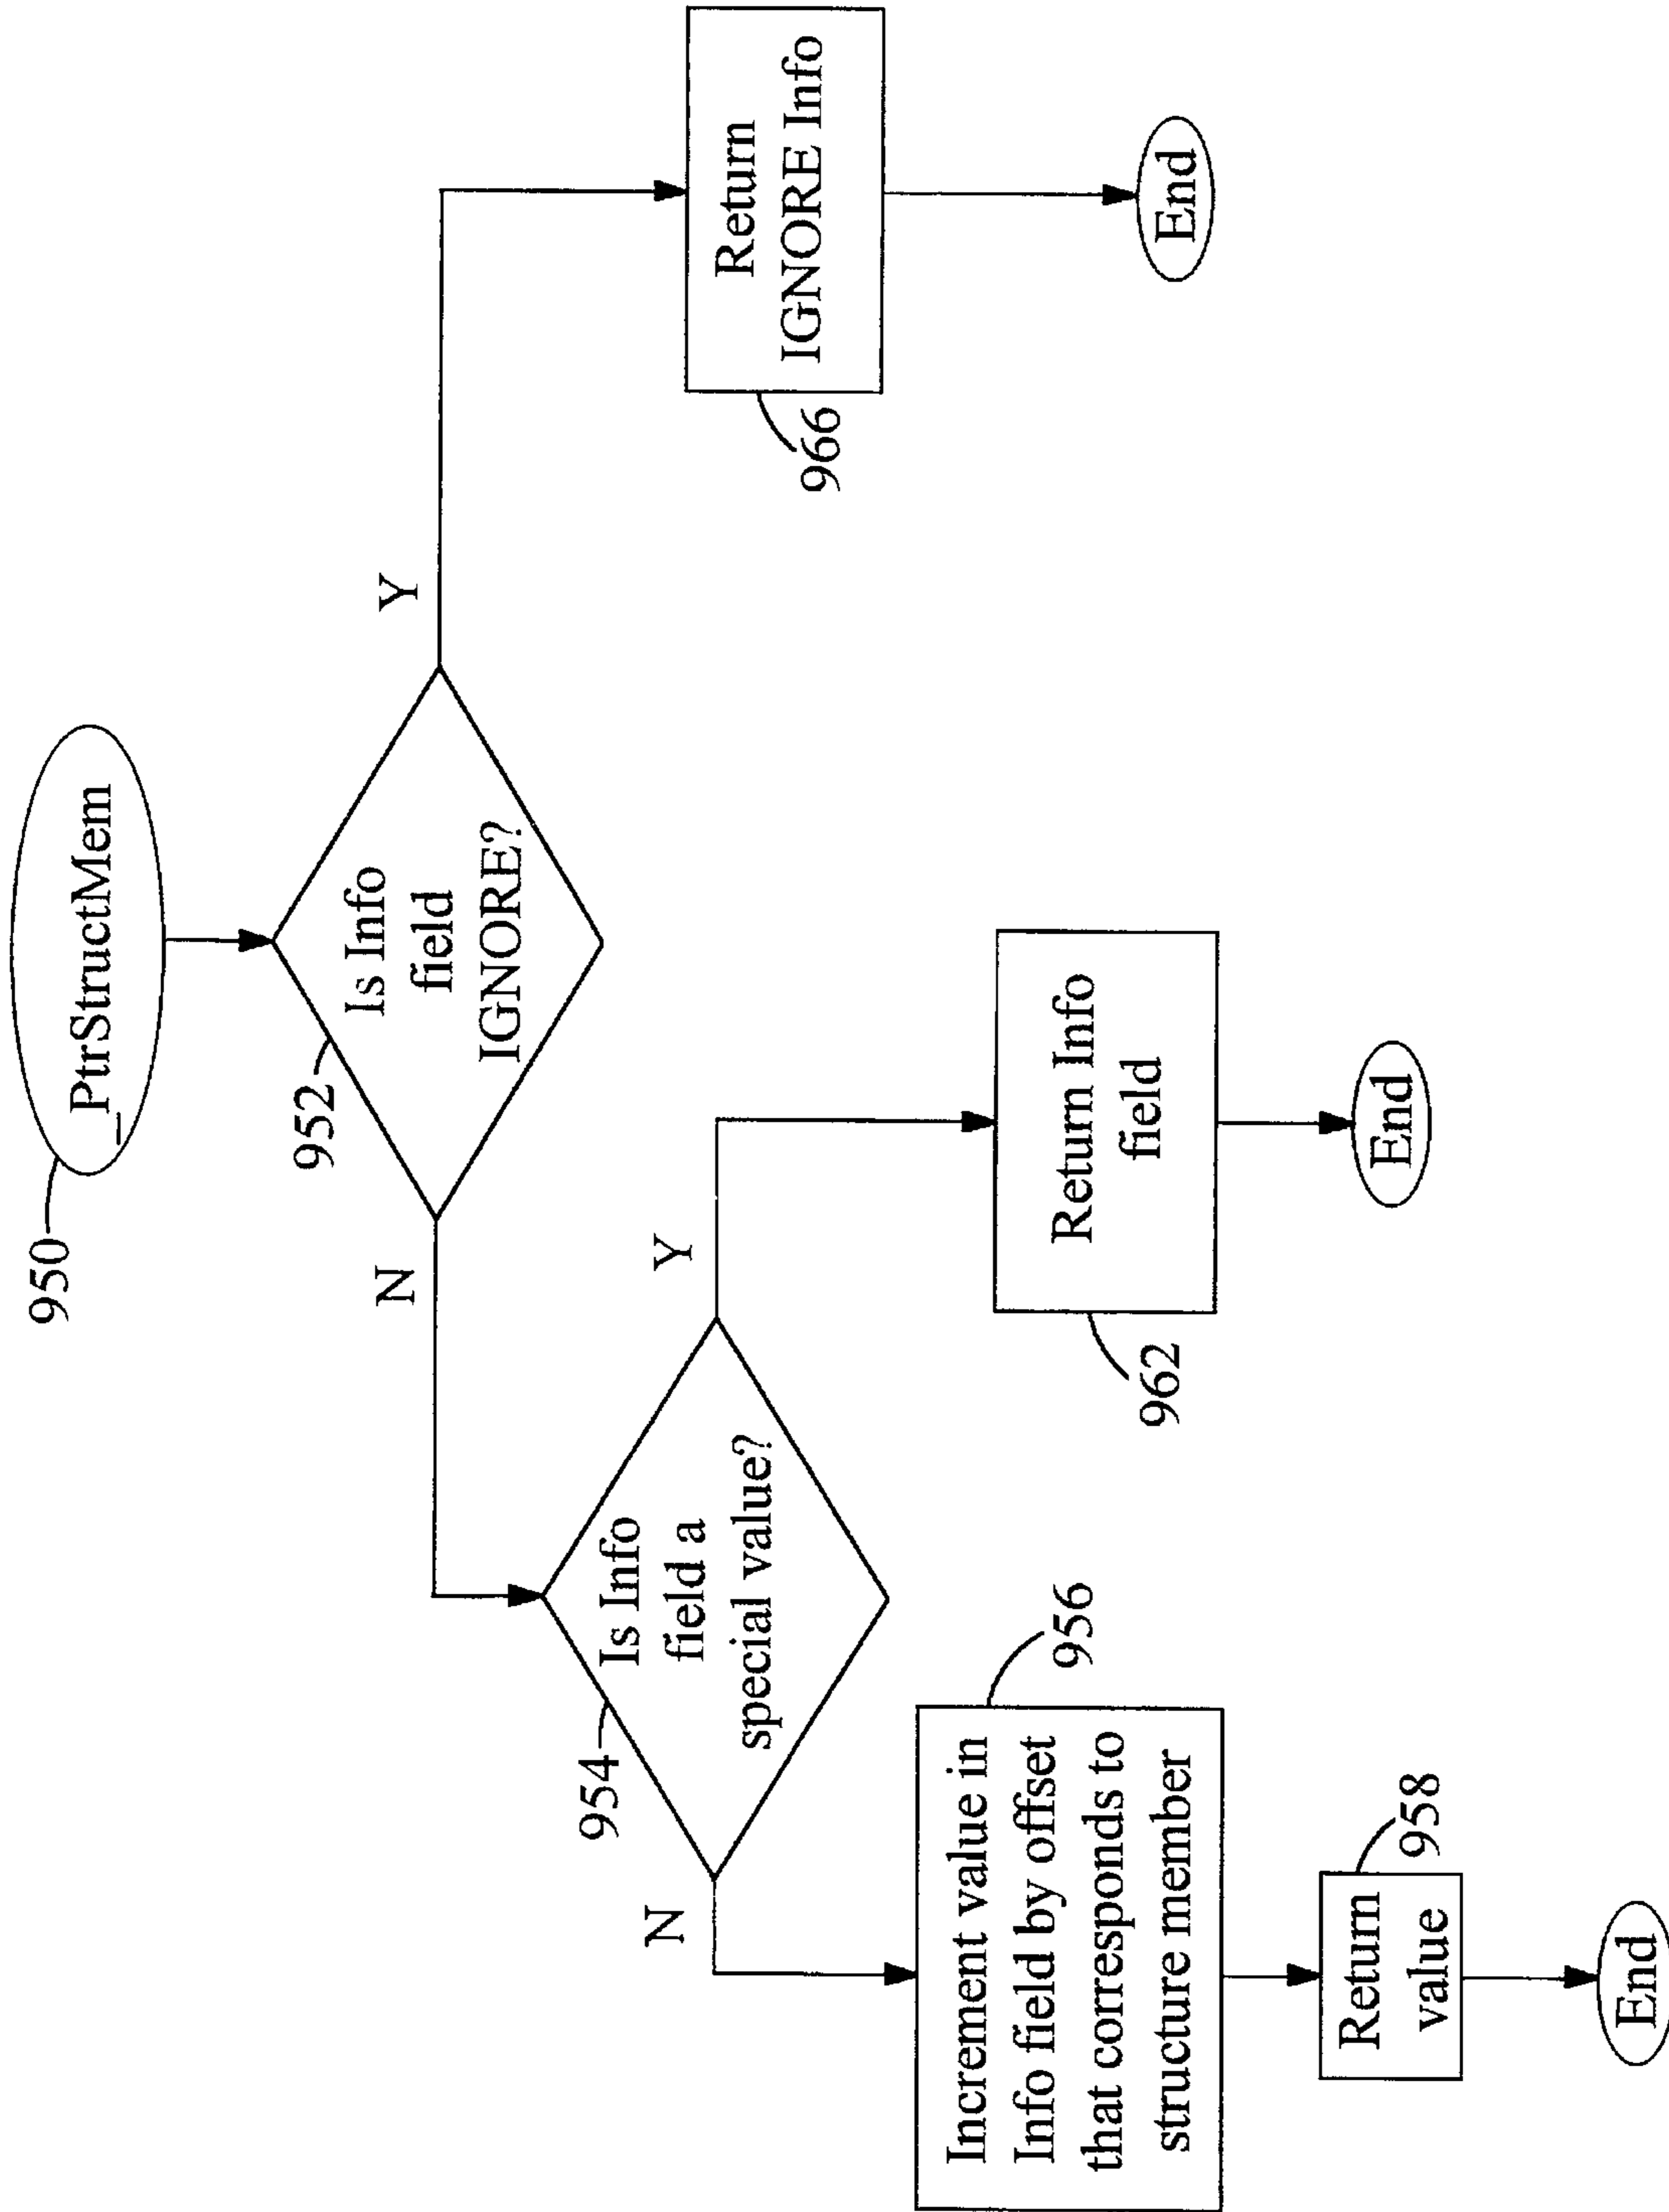 950
_PtrStructMem
952
Is Info
field
IGNORE?
N
Y
954
Is Info
field a
special value?
N
Y
Return
IGNORE Info
966
End
956
Increment value in
Info field by offset
that corresponds to
structure member
Return Info
field
962
End
958
Return
value
End